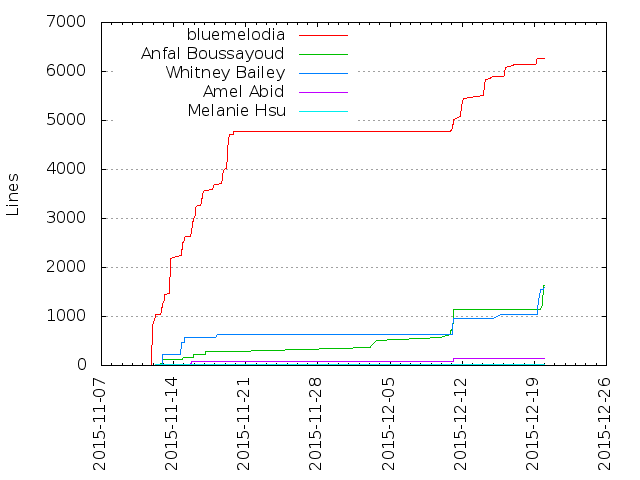 7000
6000
5000
4000
3000
2000
1000
0
Lines
bluemelodia
Anfal Boussayoud
Whitney Bailey
Amel Abid
Melanie Hsu
2015-11-07
2015-11-14
2015-11-21
2015-11-28
2015-12-05
2015-12-12
2015-12-19
2015-12-26